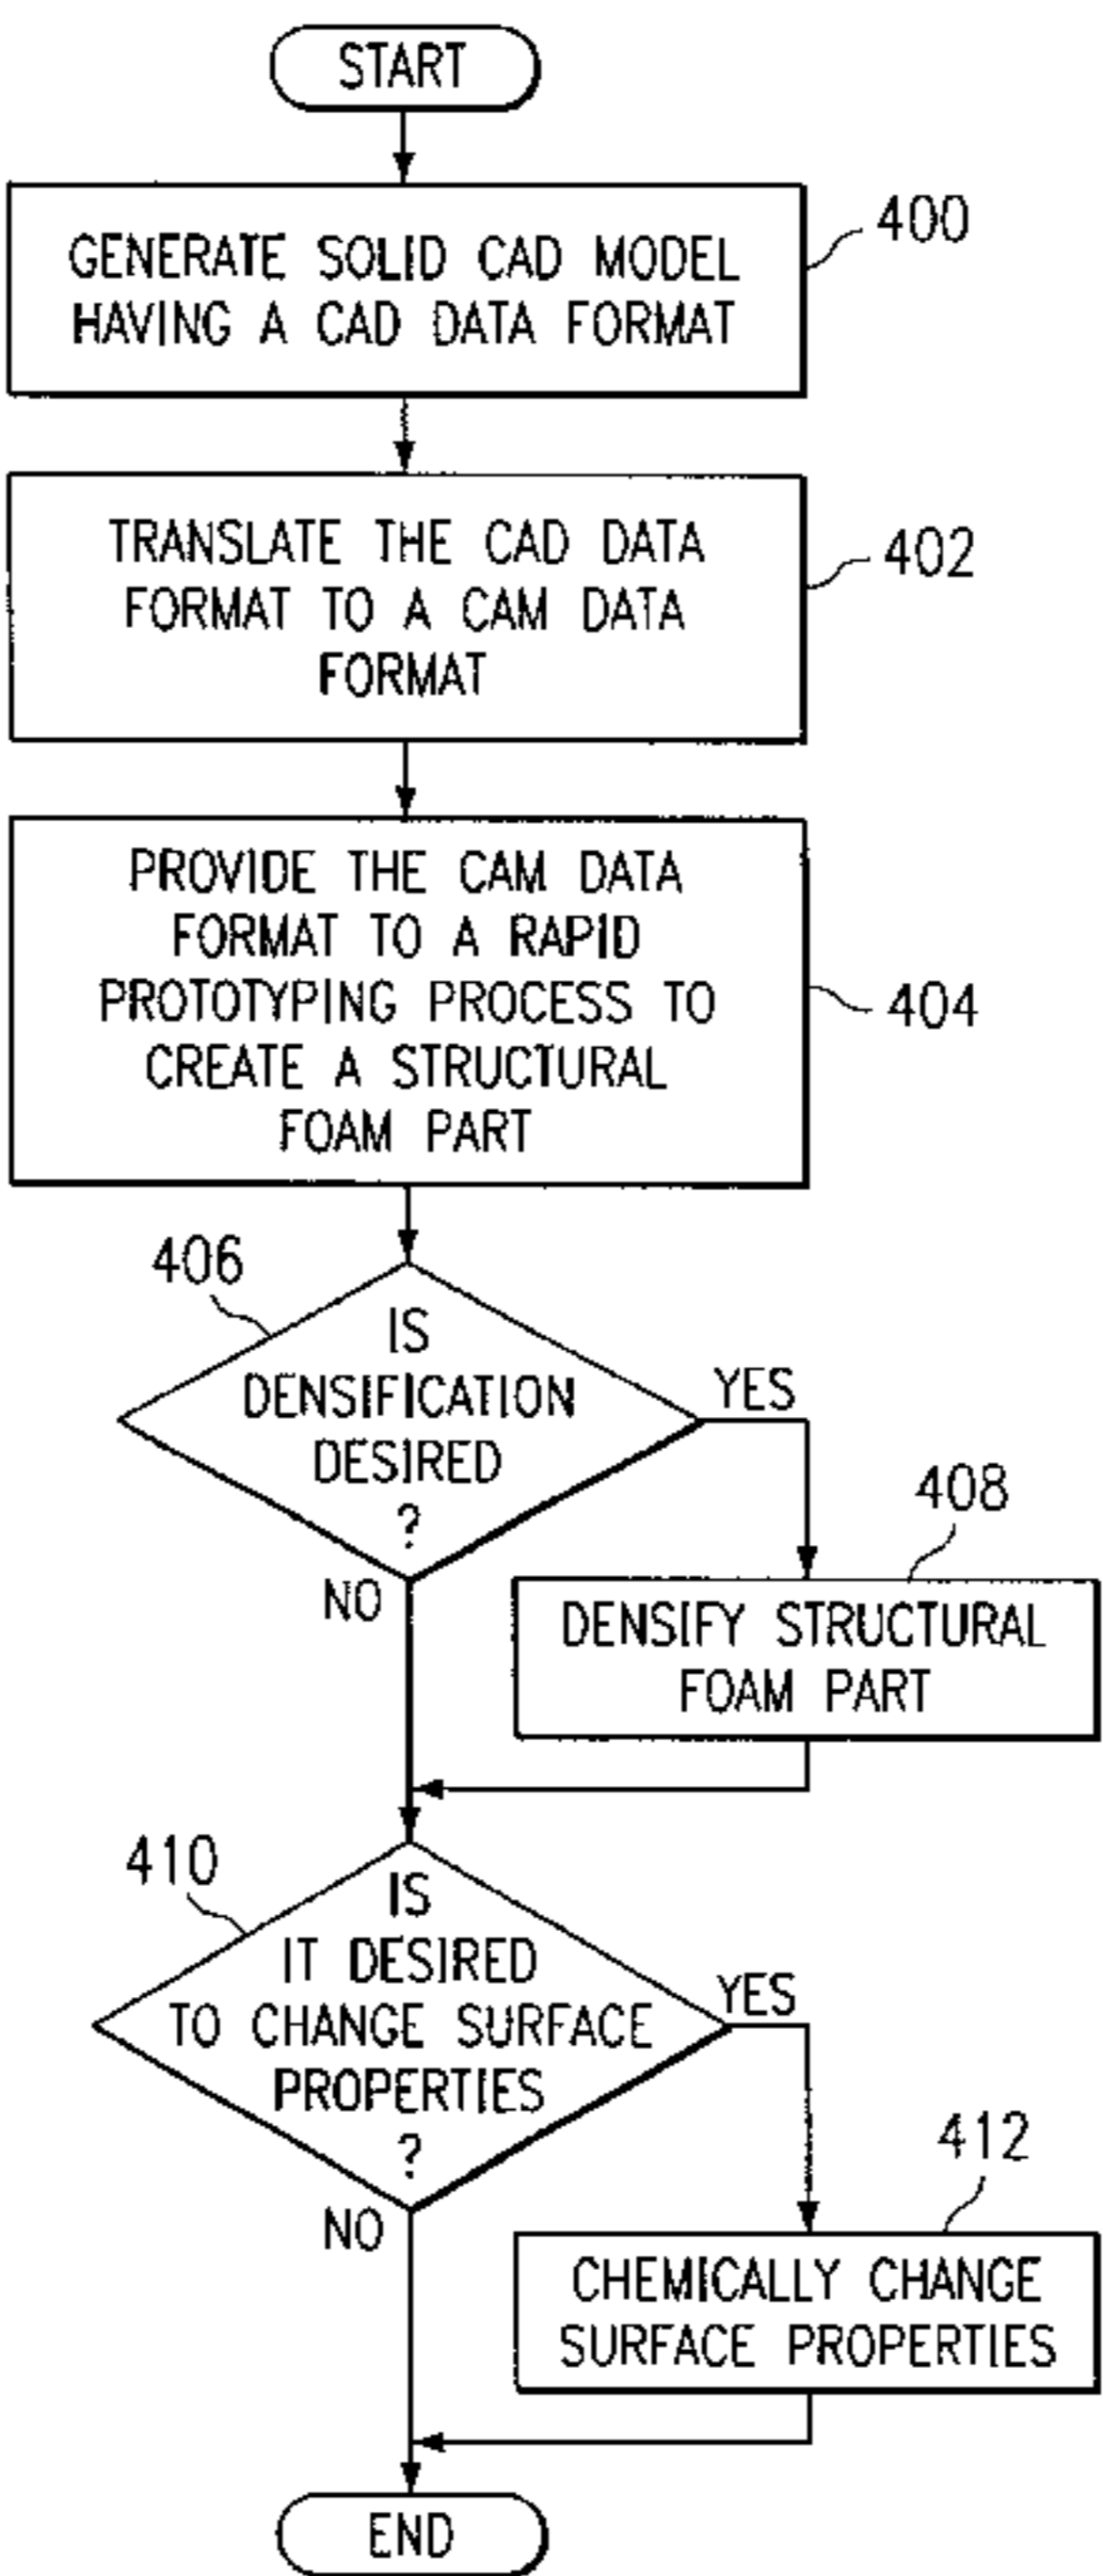 START
GENERATE SOLID CAD MODEL
HAVING A CAD DATA FORMAT
400
TRANSLATE THE CAD DATA
FORMAT TO A CAM DATA
FORMAT
402
PROVIDE THE CAM DATA
FORMAT TO A RAPID
PROTOTYPING PROCESS TO
CREATE A STRUCTURAL
FOAM PART
404
406
IS
DENSIFICATION
DESIRED
?
YES
NO
408
DENSIFY STRUCTURAL
FOAM PART
410
IS
IT DESIRED
TO CHANGE SURFACE
PROPERTIES
?
YES
NO
412
CHEMICALLY CHANGE
SURFACE PROPERTIES
END